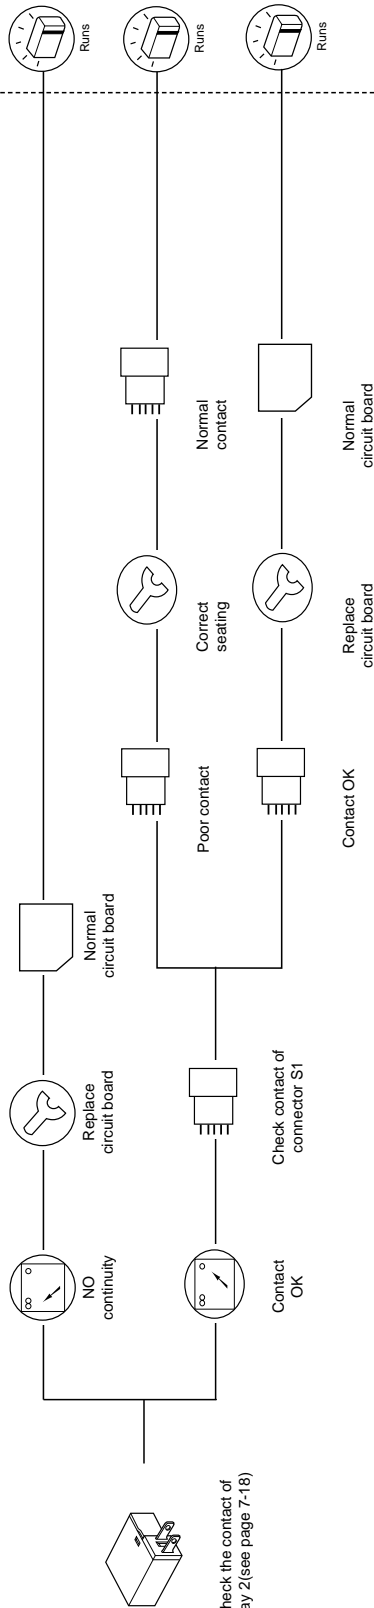 heck the contact of
ay 2(see page 7-18)
NO
continuity
Replace
circuit board
Normal
circuit board
Runs
Contact
OK
Check contact of
connector S1
Poor contact
Correct
seating
Normal
contact
Runs
Contact OK
Replace
circuit board
Normal
circuit board
Runs